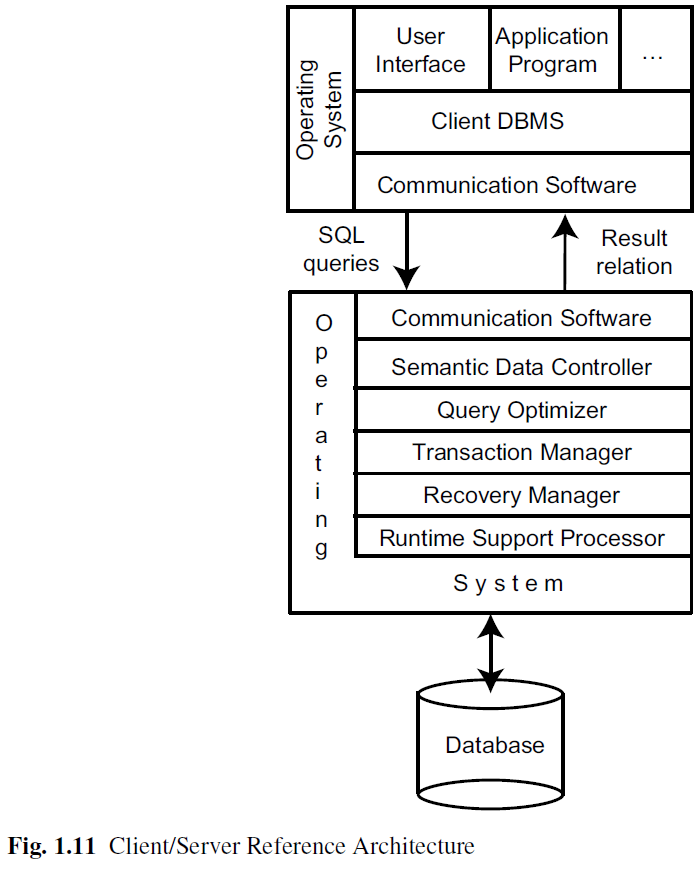 Operating
System
User
Interface
Application
Program
...
Client DBMS
Communication Software
SQL
queries
Result
relation
Operating
Communication Software
Semantic Data Controller
Query Optimizer
Transaction Manager
Recovery Manager
Runtime Support Processor
System
Database
Fig. 1.11 Client/Server Reference Architecture